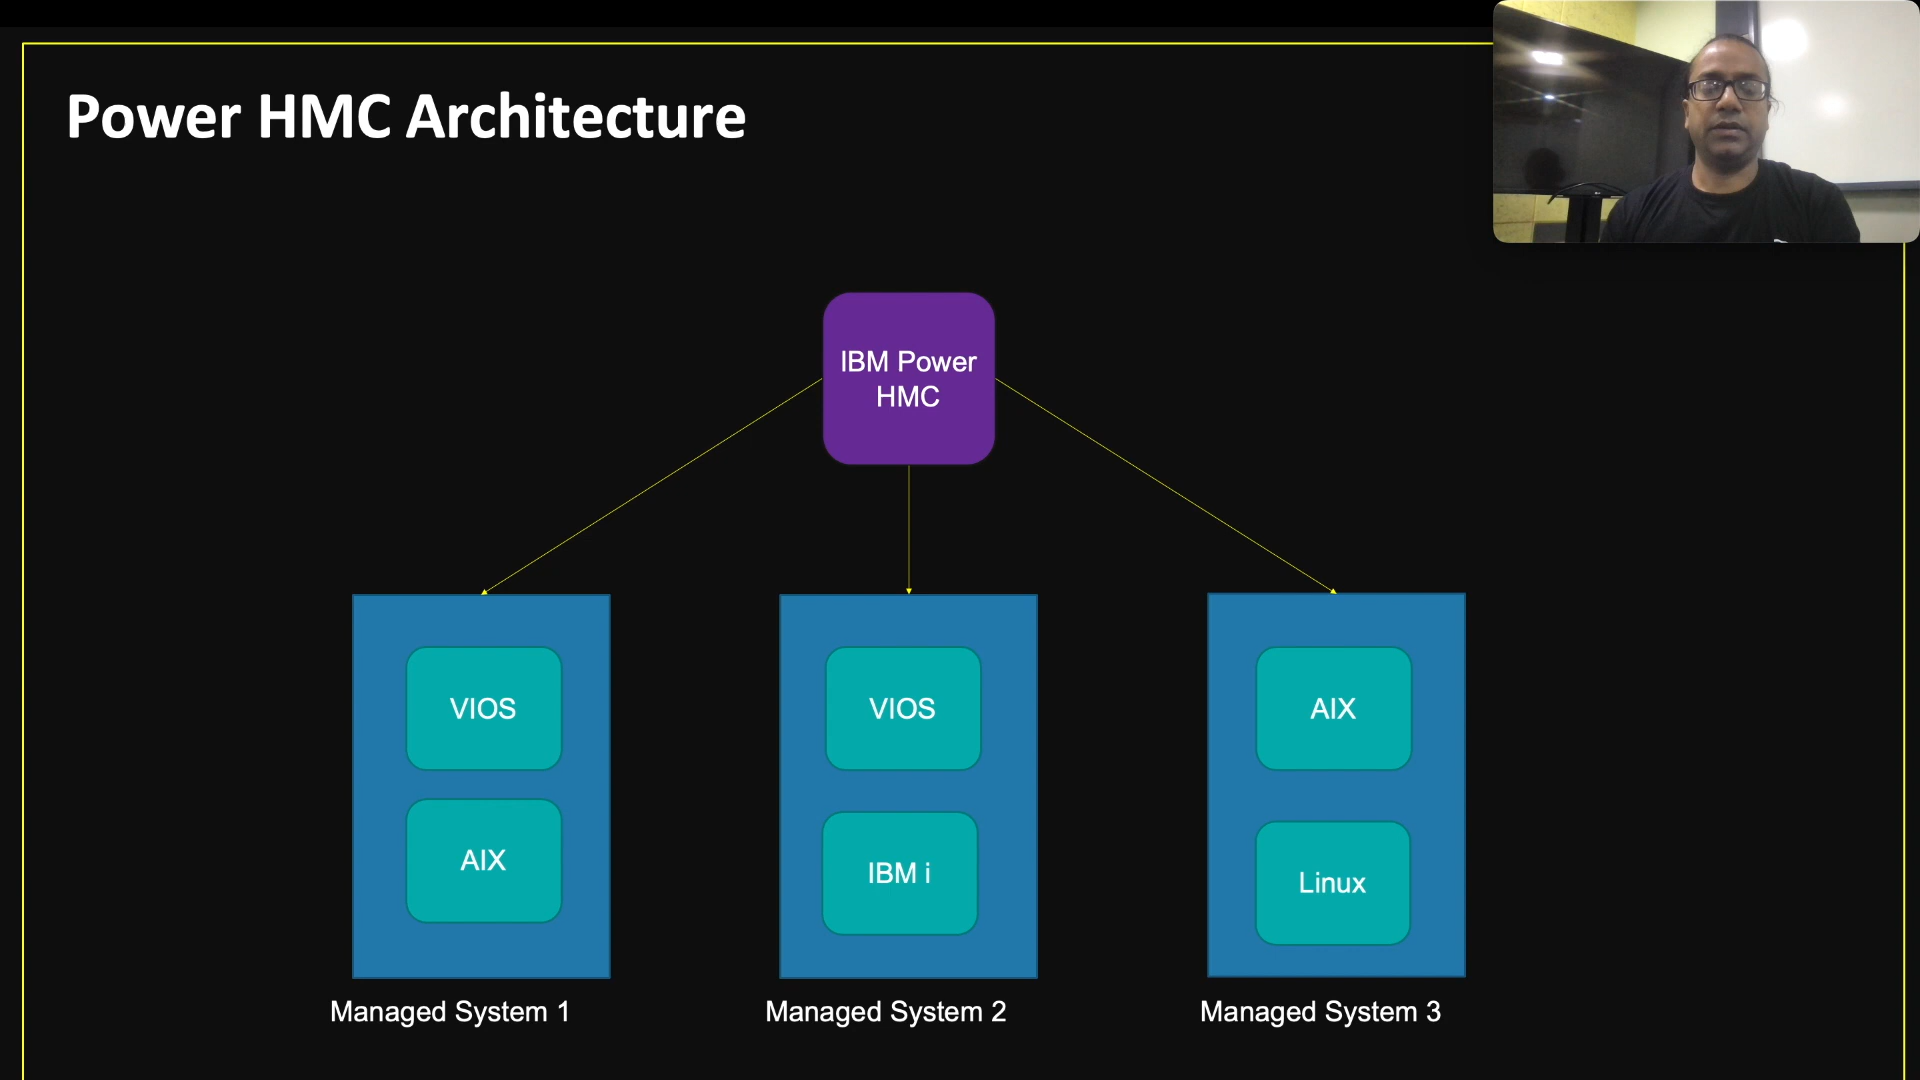 Power HMC Architecture
IBM Power
HMC
VIOS
VIOS
AIX
AIX
IBM i
Linux
Managed System 1
Managed System 2
Managed System 3